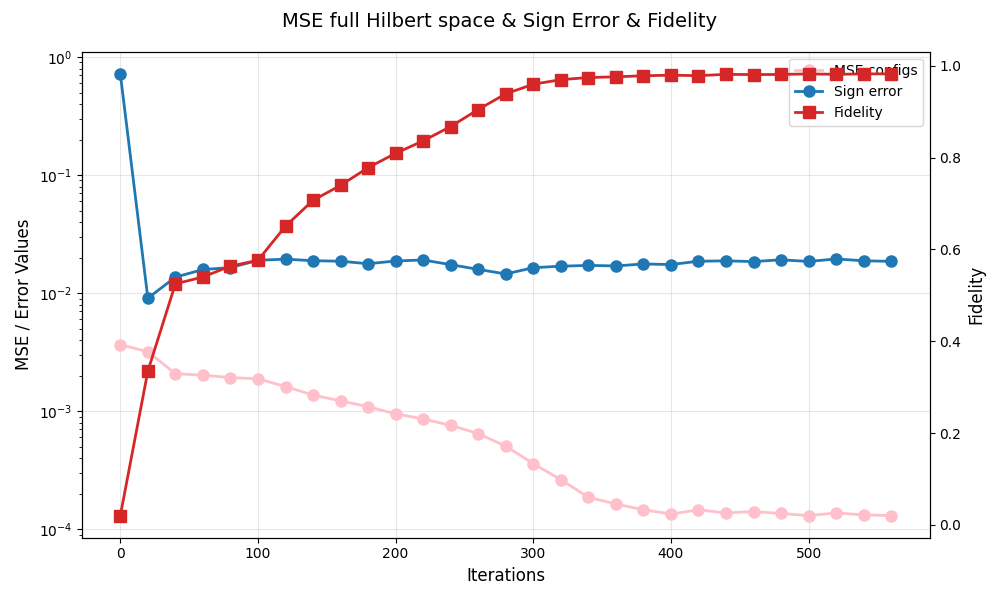 MSE full Hilbert space & Sign Error & Fidelity
MSE / Error Values
10⁰
10⁻¹
10⁻²
10⁻³
10⁻⁴
MSE configs
Sign error
Fidelity
1.0
0.8
0.6
0.4
0.2
0.0
Fidelity
0 100 200 300 400 500
Iterations